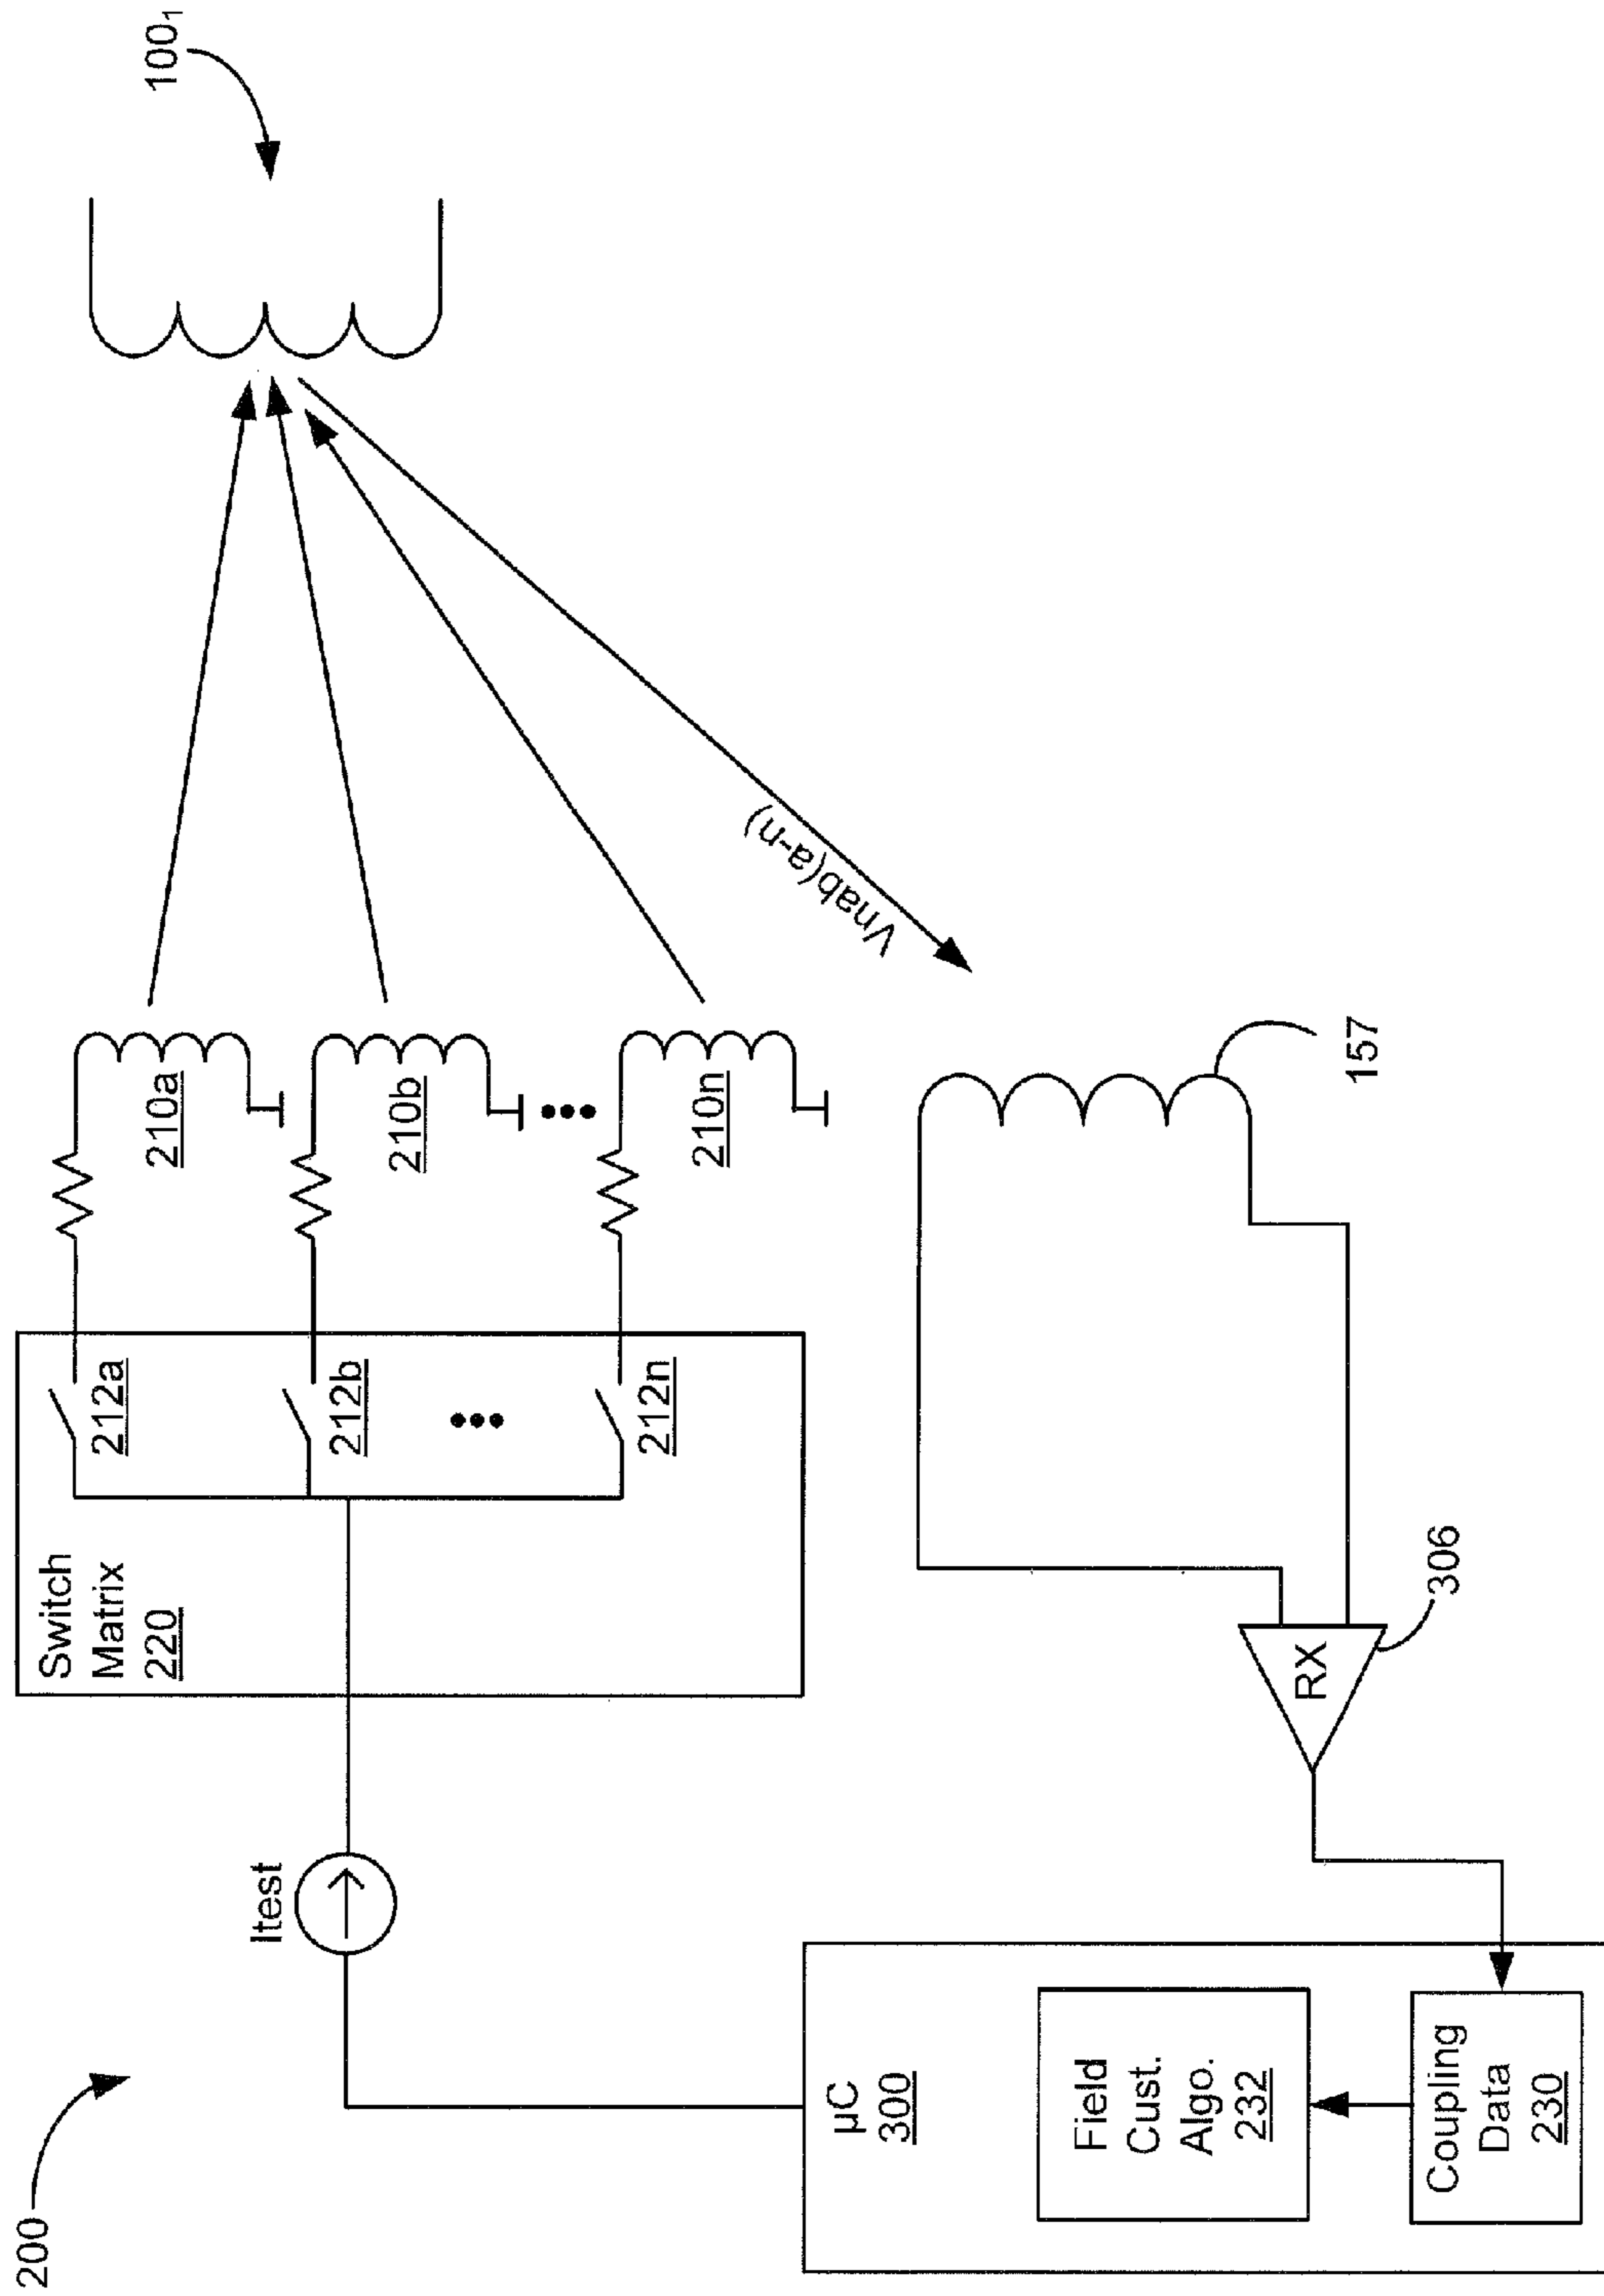 200
Itest
Switch
Matrix
220
212a
212b
212n
210a
210b
210n
100₁
Vnab(a-n)
µC
300
Field
Cust.
Algo.
232
Coupling
Data
230
RX
306
157